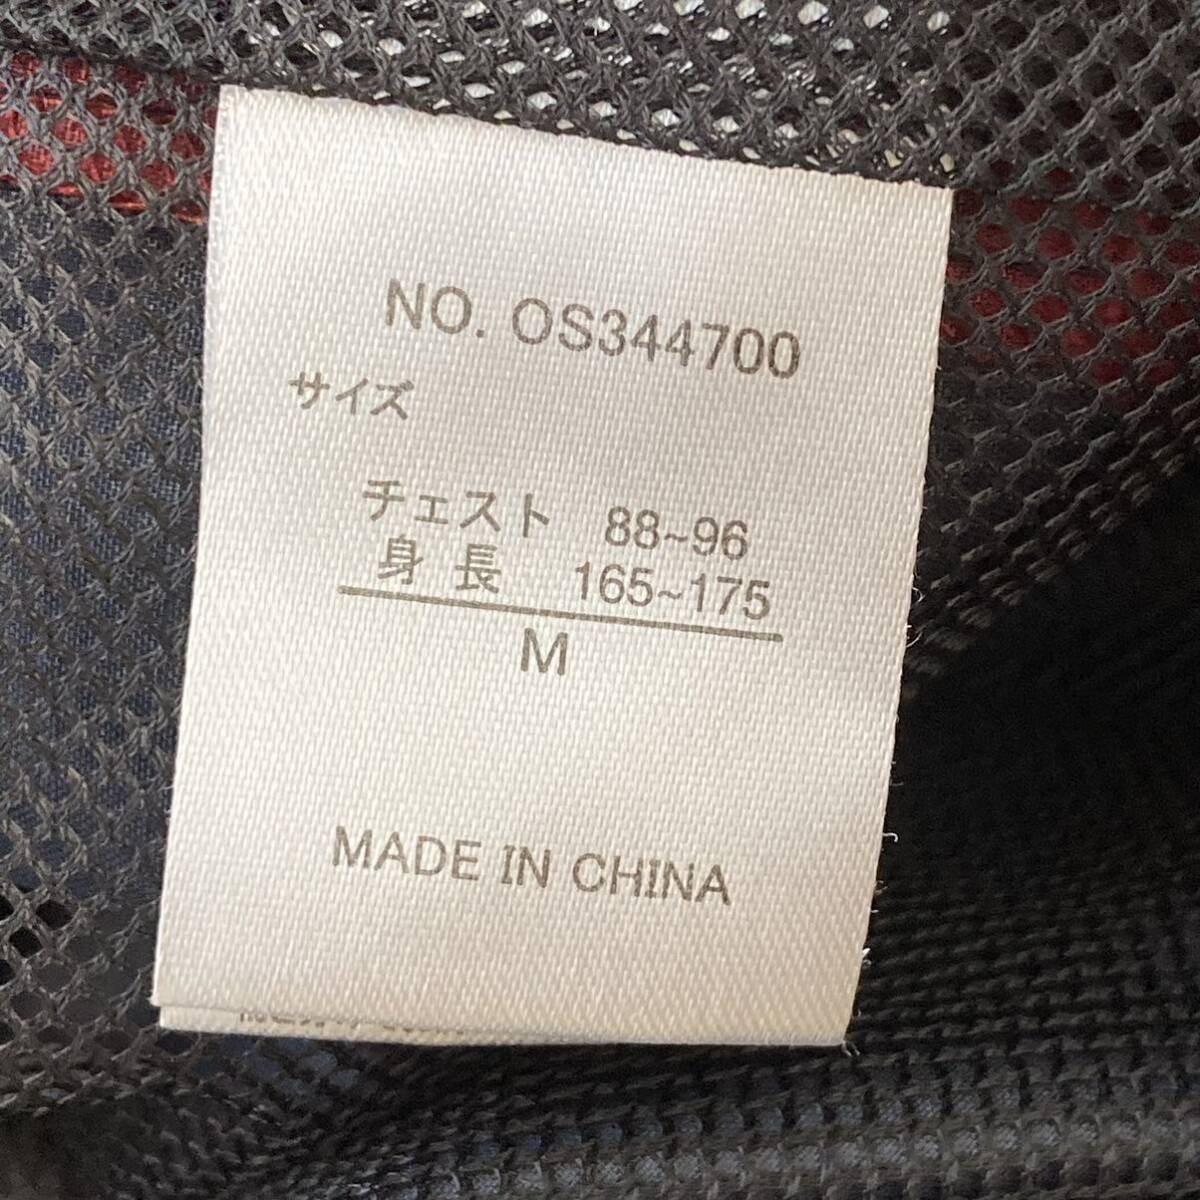 NO. OS344700
サイズ
チェスト 88~96
身長 165~175
M
MADE IN CHINA